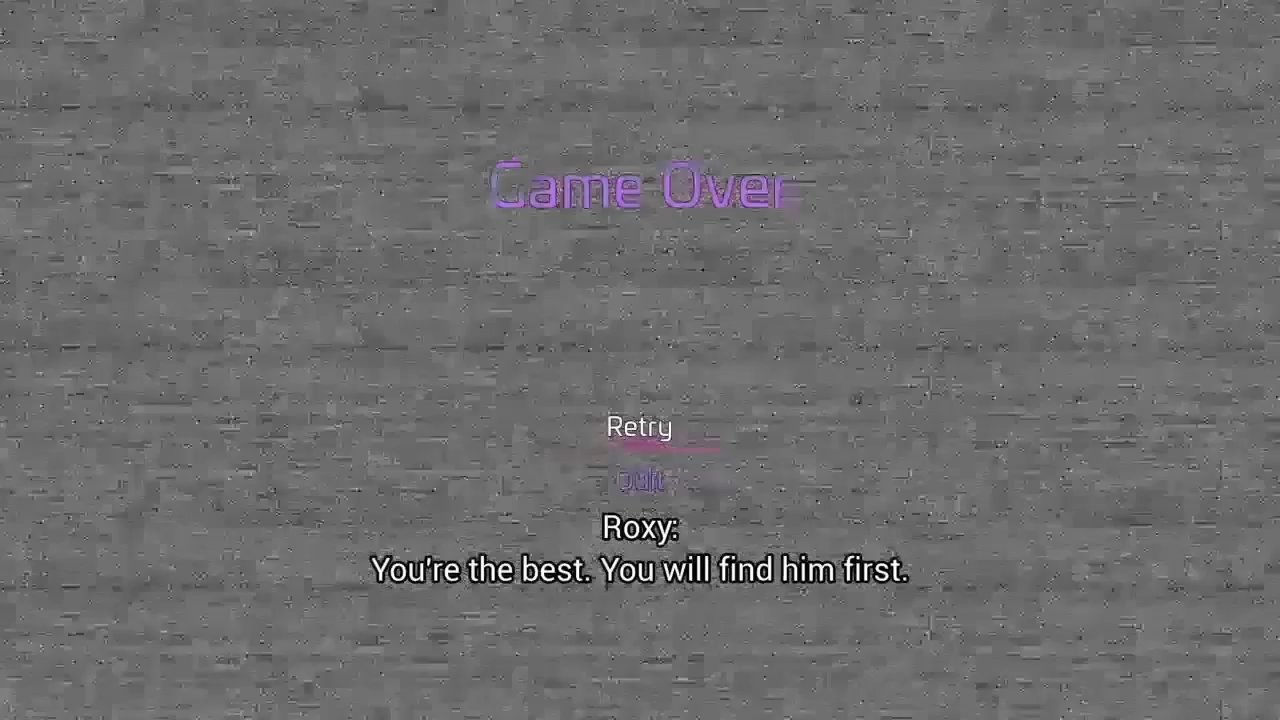 Game Over
Retry
Quit
Roxy:
You're the best. You will find him first.